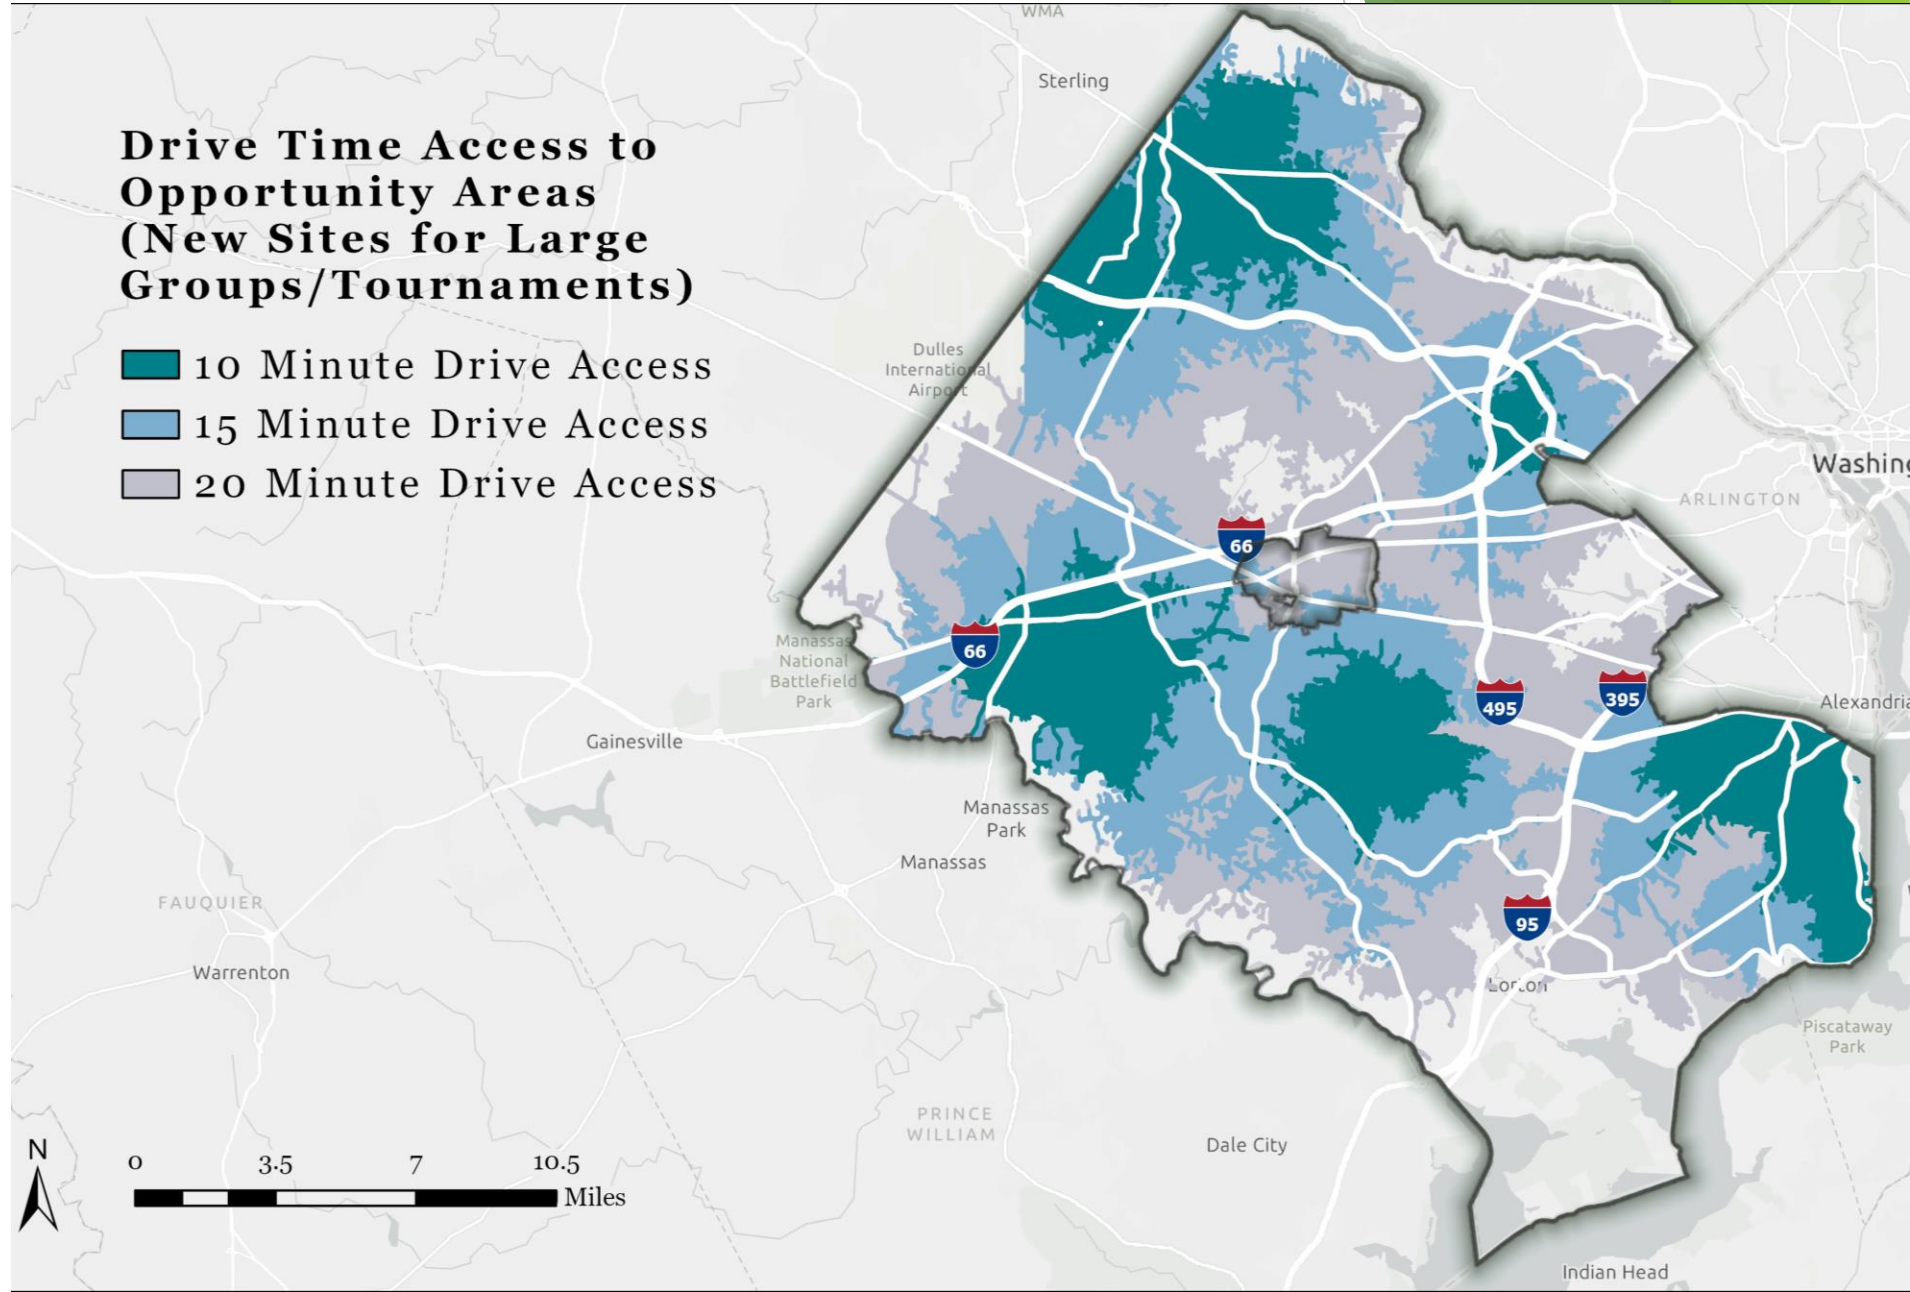 WMA
Sterling
Drive Time Access to
Opportunity Areas
(New Sites for Large
Groups/Tournaments)
10 Minute Drive Access
15 Minute Drive Access
20 Minute Drive Access
Dulles
International
Airport
Washing
ARLINGTON
66
66
Manassas
National
Battlefield
Park
495
395
Alexandria
Gainesville
Manassas
Park
Manassas
FAUQUIER
95
Warrenton
Lorton
Piscataway
Park
PRINCE
WILLIAM
Dale City
N
0 3.5 7 10.5
Miles
Indian Head